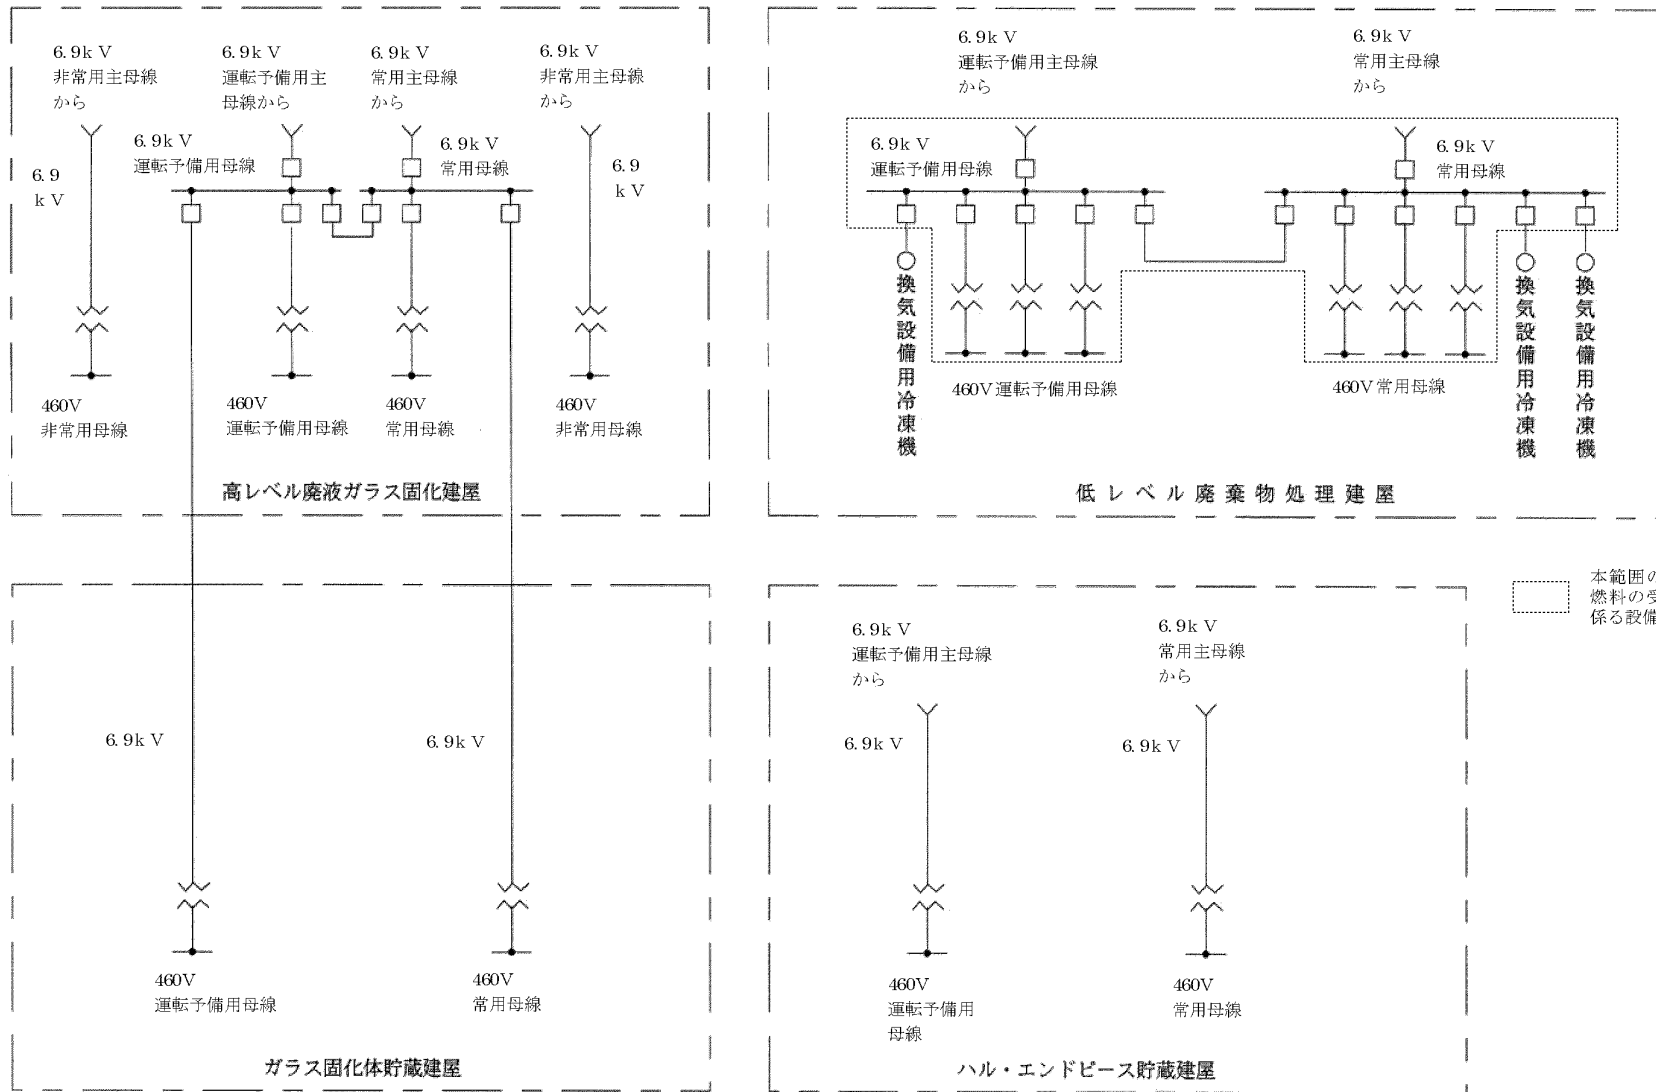 6.9kV
非常用主母線
から
6.9kV
運転予備用主
母線から
6.9kV
常用主母線
から
6.9kV
非常用主母線
から
6.9kV
運転予備用母線
6.9kV
常用母線
6.9
kV
6.9
kV
460V
非常用母線
460V
運転予備用母線
460V
常用母線
460V
非常用母線
高レベル廃液ガラス固化建屋
6.9kV
運転予備用主母線
から
6.9kV
常用主母線
から
6.9kV
運転予備用母線
6.9kV
常用母線
換気設備用冷凍機
換気設備用冷凍機
換気設備用冷凍機
460V運転予備用母線
460V常用母線
低レベル廃棄物処理建屋
本範囲の
燃料の受
係る設備
6.9kV
6.9kV
460V
運転予備用母線
460V
常用母線
ガラス固化体貯蔵建屋
6.9kV
運転予備用主母線
から
6.9kV
常用主母線
から
6.9kV
6.9kV
460V
運転予備用
母線
460V
常用母線
ハル・エンドピース貯蔵建屋